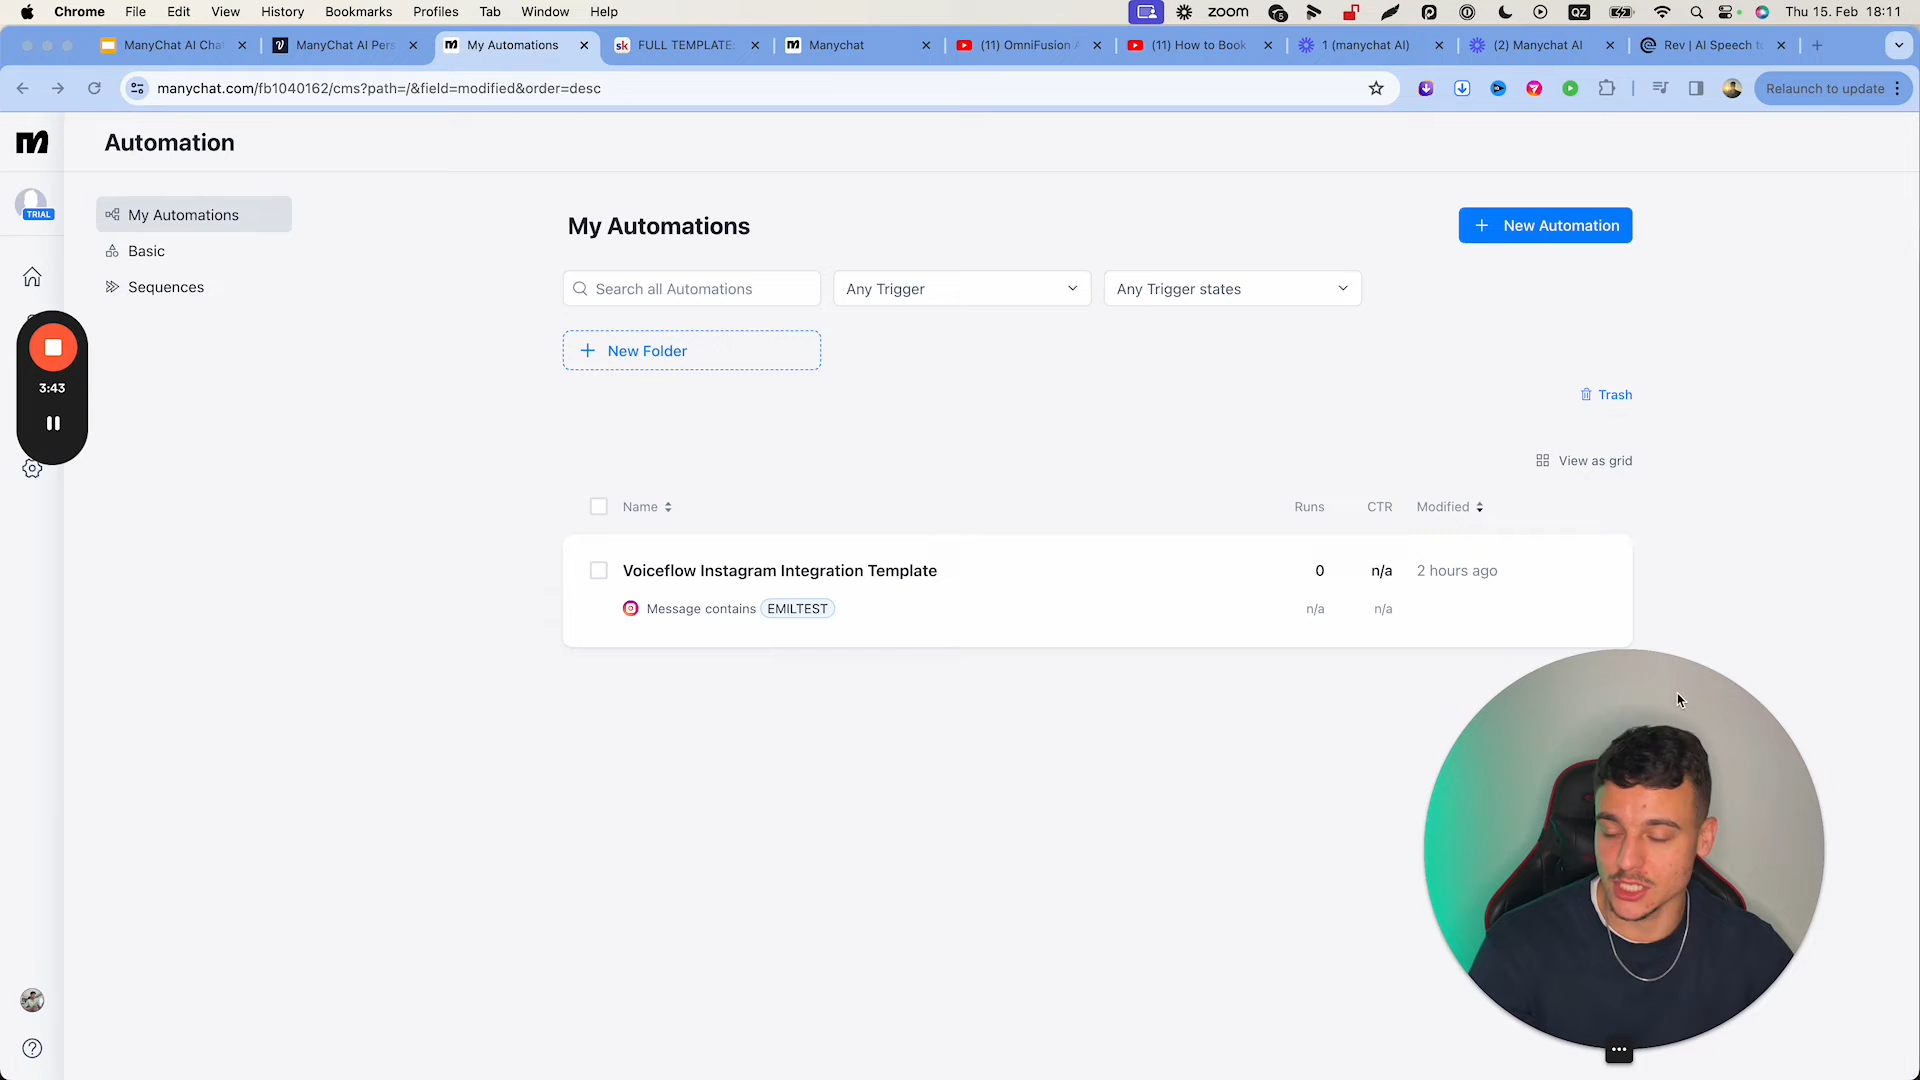 Chrome File Edit View History Bookmarks Profiles Tab Window Help
zoom 5 QZ Thu 15. Feb 18:11
ManyChat AI Cha
ManyChat AI Pers
My Automations
sk FULL TEMPLATE:
Manychat
(11) OmniFusion A
(11) How to Book
1 (manychat AI)
(2) Manychat AI
Rev | AI Speech to
manychat.com/fb1040162/cms?path=/&field=modified&order=desc
Relaunch to update
Automation
TRIAL
My Automations
Basic
Sequences
3:43
My Automations
New Automation
Search all Automations
Any Trigger
Any Trigger states
New Folder
Trash
View as grid
Name Runs CTR Modified
Voiceflow Instagram Integration Template 0 n/a 2 hours ago
Message contains EMILTEST n/a n/a